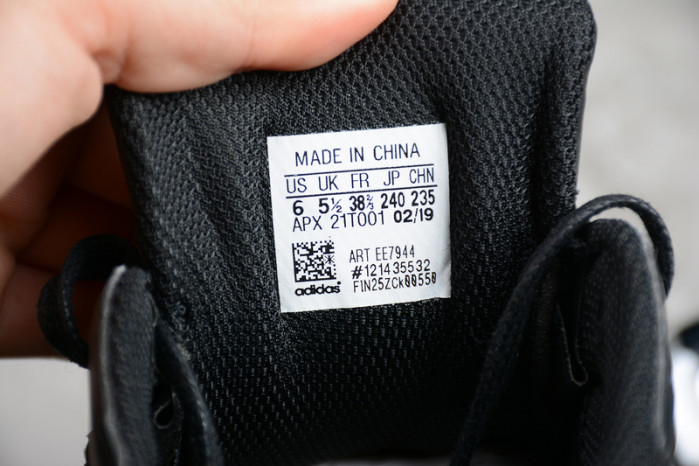 MADE IN CHINA
US UK FR JP CHN
6 5½ 38⅔ 240 235
APX 21T001 02/19
ART EE7944
#121435532
FIN25ZCk00550
adidas